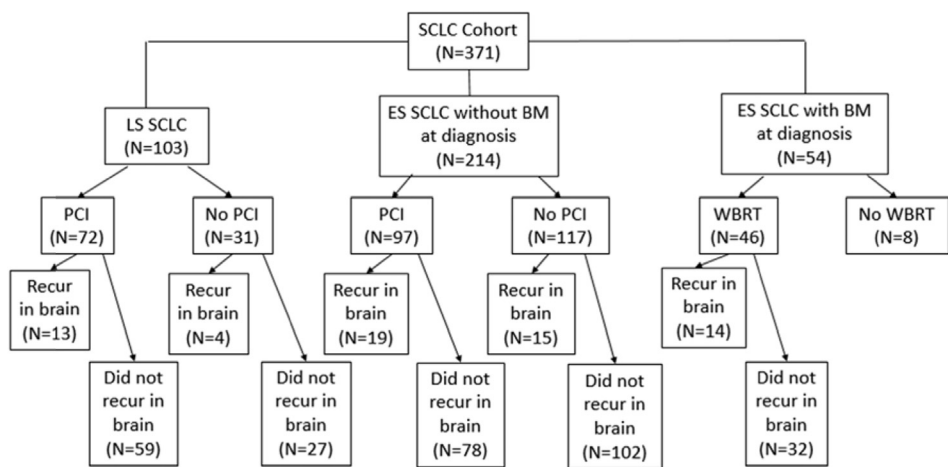 SCLC Cohort
(N=371)
LS SCLC
(N=103)
ES SCLC without BM
at diagnosis
(N=214)
ES SCLC with BM
at diagnosis
(N=54)
PCI
(N=72)
No PCI
(N=31)
PCI
(N=97)
No PCI
(N=117)
WBRT
(N=46)
No WBRT
(N=8)
Recur
in brain
(N=13)
Recur
in brain
(N=4)
Recur in
brain
(N=19)
Recur in
brain
(N=15)
Recur in
brain
(N=14)
Did not
recur in
brain
(N=59)
Did not
recur in
brain
(N=27)
Did not
recur in
brain
(N=78)
Did not
recur in
brain
(N=102)
Did not
recur in
brain
(N=32)